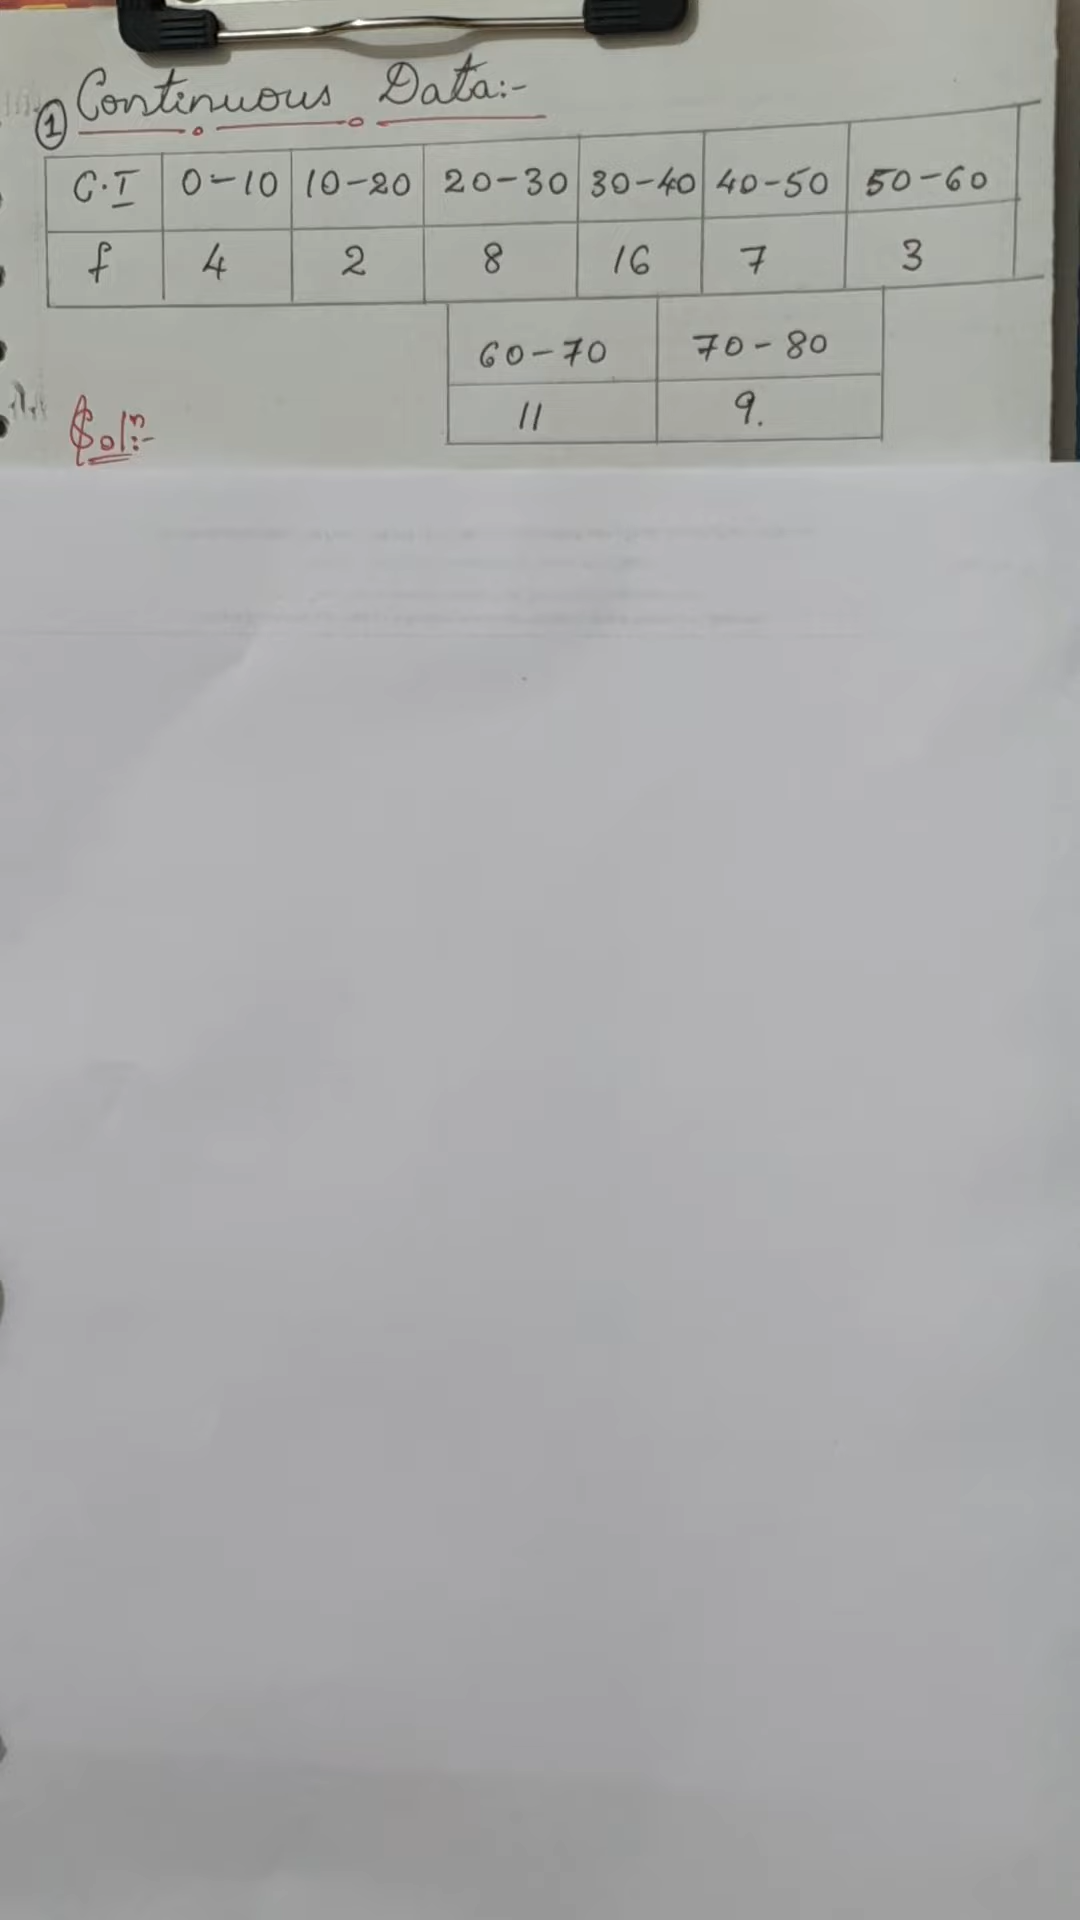 ① Continuous Data:-
C.I 0-10 10-20 20-30 30-40 40-50 50-60
f 4 2 8 16 7 3
60-70 70-80
11 9.
Solⁿ:-